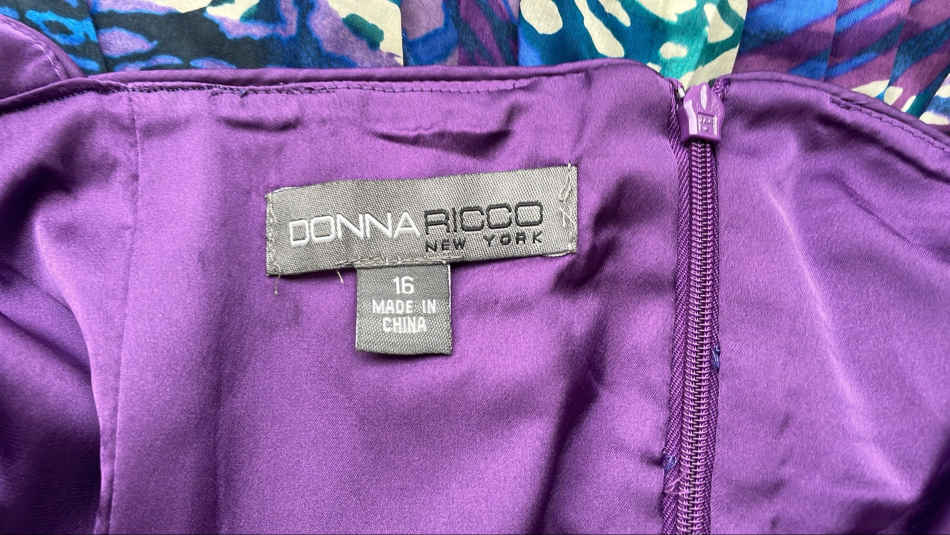 DONNA RICCO
NEW YORK
16
MADE IN
CHINA